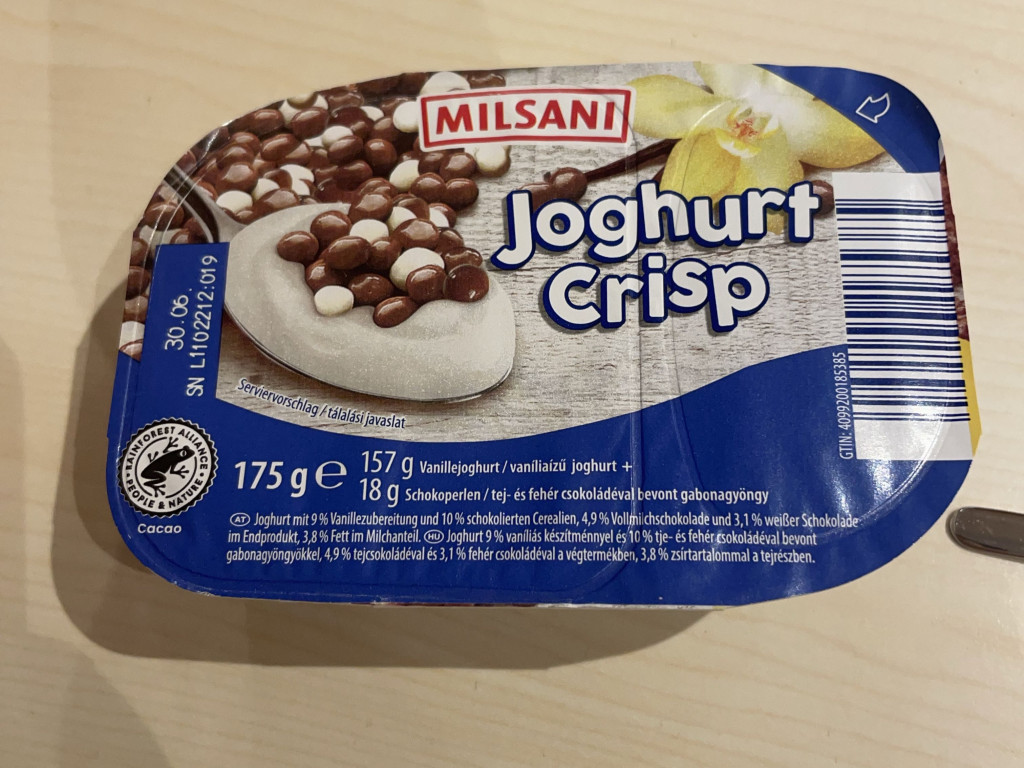 MILSANI
Joghurt
Crisp
30.06.
SN L1102212:019
Serviervorschlag / tálalási javaslat
GTIN: 4099200185385
RAINFOREST ALLIANCE
PEOPLE & NATURE
Cacao
175 g e
157 g Vanillejoghurt / vaníliaízű joghurt +
18 g Schokoperlen / tej- és fehér csokoládéval bevont gabonagyöngy
AT Joghurt mit 9 % Vanillezubereitung und 10 % schokolierten Cerealien, 4,9 % Vollmilchschokolade und 3,1 % weißer Schokolade
im Endprodukt, 3,8 % Fett im Milchanteil. HU Joghurt 9 % vaníliás készítménnyel és 10 % tje- és fehér csokoládéval bevont
gabonagyöngyökkel, 4,9 % tejcsokoládéval és 3,1 % fehér csokoládéval a végtermékben, 3,8 % zsírtartalommal a tejrészben.